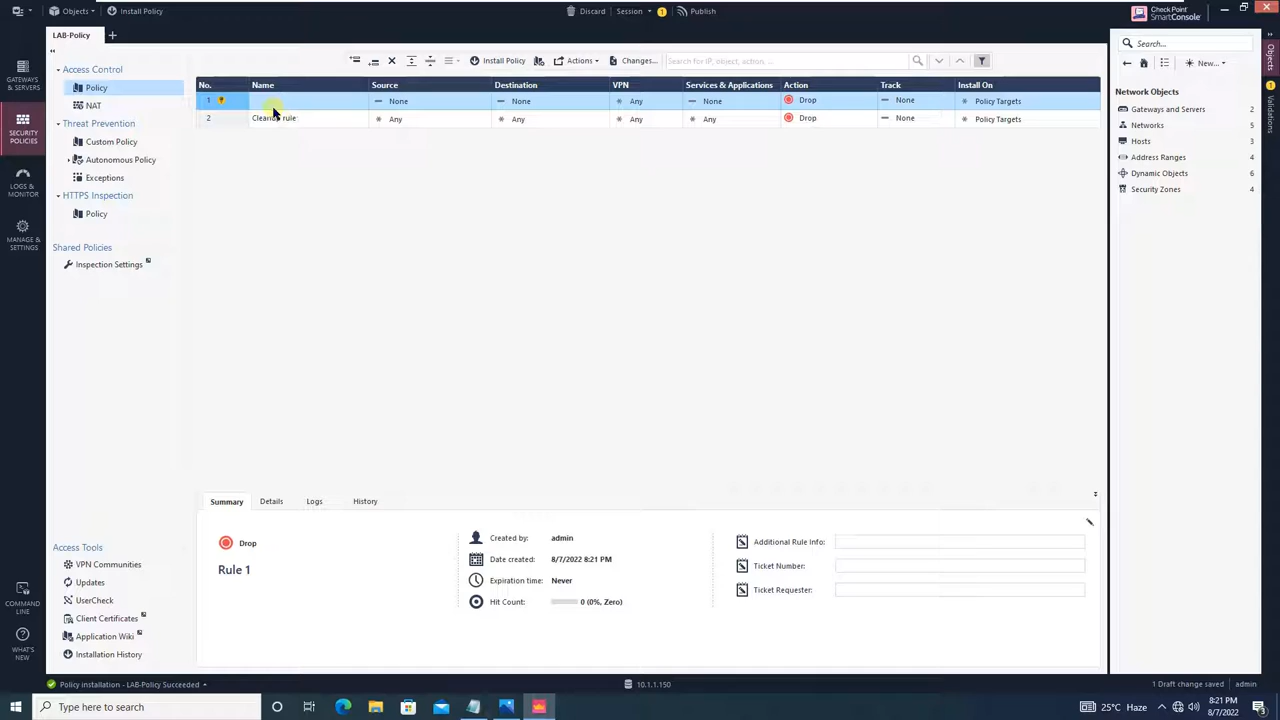 Objects Install Policy Discard Session 1 Publish Check Point SmartConsole
LAB-Policy
GATEWAYS & SERVERS
SECURITY POLICIES
LOGS & MONITOR
MANAGE & SETTINGS
COMMAND LINE
WHAT'S NEW
Access Control
Policy
NAT
Threat Prevention
Custom Policy
Autonomous Policy
Exceptions
HTTPS Inspection
Policy
Shared Policies
Inspection Settings
Access Tools
VPN Communities
Updates
UserCheck
Client Certificates
Application Wiki
Installation History
Install Policy Actions Changes... Search for IP, object, action, ...
No. Name Source Destination VPN Services & Applications Action Track Install On
1 None None Any None Drop None Policy Targets
2 Cleanup rule Any Any Any Any Drop None Policy Targets
Summary Details Logs History
Drop
Rule 1
Created by: admin
Date created: 8/7/2022 8:21 PM
Expiration time: Never
Hit Count: 0 (0%, Zero)
Additional Rule Info:
Ticket Number:
Ticket Requester:
Search...
New...
Network Objects
Gateways and Servers 2
Networks 5
Hosts 3
Address Ranges 4
Dynamic Objects 6
Security Zones 4
Objects
Validations
1
Policy installation - LAB-Policy Succeeded 10.1.1.150 1 Draft change saved admin
Type here to search 25°C Haze 8:21 PM
8/7/2022